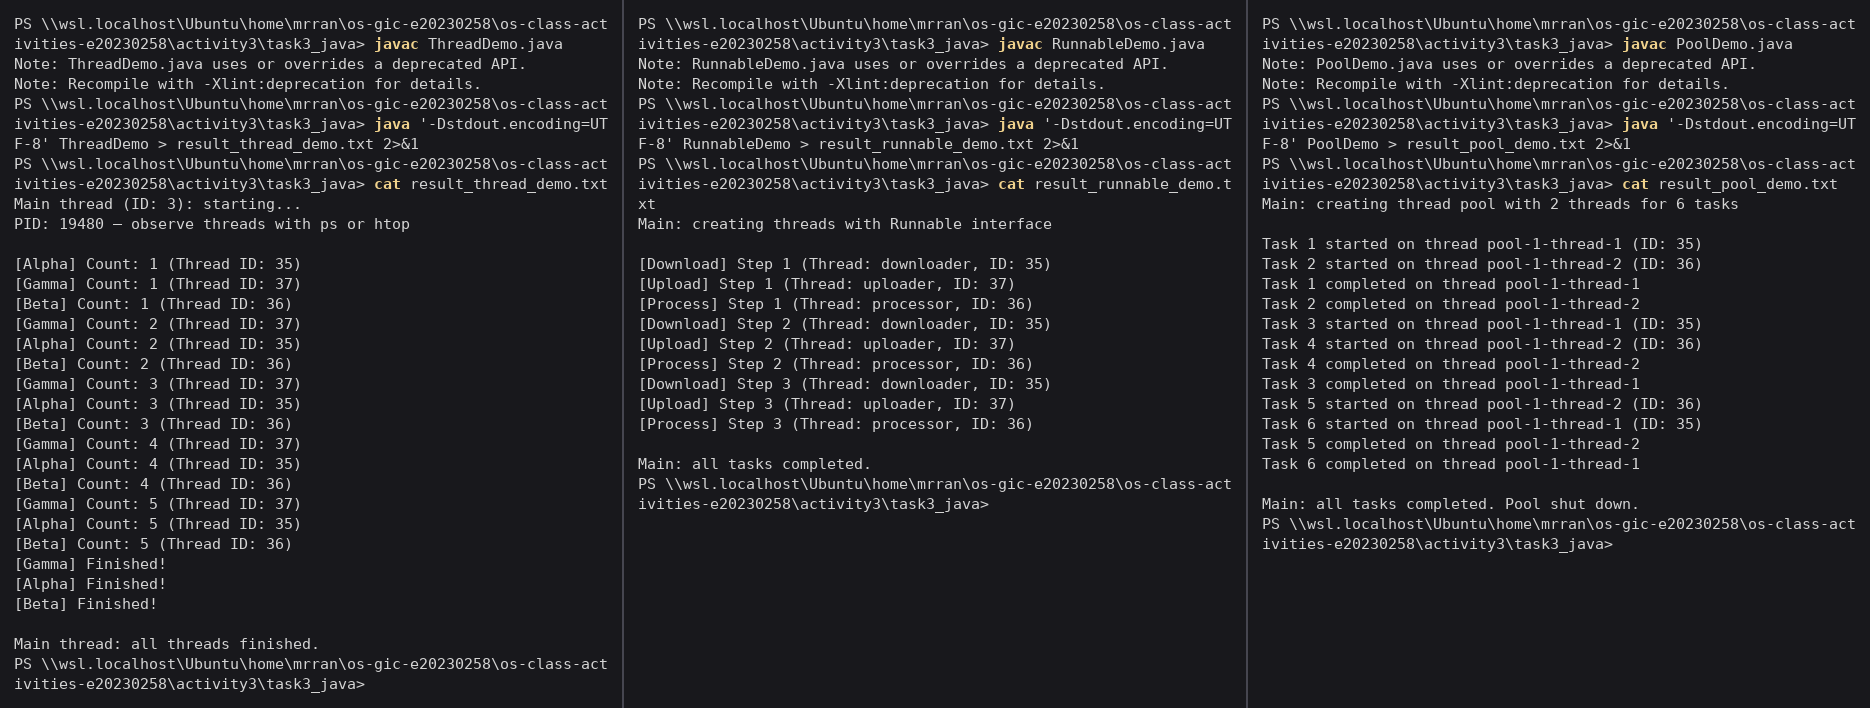 PS \\wsl.localhost\Ubuntu\home\mrran\os-gic-e20230258\os-class-act
ivities-e20230258\activity3\task3_java> javac ThreadDemo.java
Note: ThreadDemo.java uses or overrides a deprecated API.
Note: Recompile with -Xlint:deprecation for details.
PS \\wsl.localhost\Ubuntu\home\mrran\os-gic-e20230258\os-class-act
ivities-e20230258\activity3\task3_java> java '-Dstdout.encoding=UT
F-8' ThreadDemo > result_thread_demo.txt 2>&1
PS \\wsl.localhost\Ubuntu\home\mrran\os-gic-e20230258\os-class-act
ivities-e20230258\activity3\task3_java> cat result_thread_demo.txt
Main thread (ID: 3): starting...
PID: 19480 — observe threads with ps or htop

[Alpha] Count: 1 (Thread ID: 35)
[Gamma] Count: 1 (Thread ID: 37)
[Beta] Count: 1 (Thread ID: 36)
[Gamma] Count: 2 (Thread ID: 37)
[Alpha] Count: 2 (Thread ID: 35)
[Beta] Count: 2 (Thread ID: 36)
[Gamma] Count: 3 (Thread ID: 37)
[Alpha] Count: 3 (Thread ID: 35)
[Beta] Count: 3 (Thread ID: 36)
[Gamma] Count: 4 (Thread ID: 37)
[Alpha] Count: 4 (Thread ID: 35)
[Beta] Count: 4 (Thread ID: 36)
[Gamma] Count: 5 (Thread ID: 37)
[Alpha] Count: 5 (Thread ID: 35)
[Beta] Count: 5 (Thread ID: 36)
[Gamma] Finished!
[Alpha] Finished!
[Beta] Finished!

Main thread: all threads finished.
PS \\wsl.localhost\Ubuntu\home\mrran\os-gic-e20230258\os-class-act
ivities-e20230258\activity3\task3_java>
PS \\wsl.localhost\Ubuntu\home\mrran\os-gic-e20230258\os-class-act
ivities-e20230258\activity3\task3_java> javac RunnableDemo.java
Note: RunnableDemo.java uses or overrides a deprecated API.
Note: Recompile with -Xlint:deprecation for details.
PS \\wsl.localhost\Ubuntu\home\mrran\os-gic-e20230258\os-class-act
ivities-e20230258\activity3\task3_java> java '-Dstdout.encoding=UT
F-8' RunnableDemo > result_runnable_demo.txt 2>&1
PS \\wsl.localhost\Ubuntu\home\mrran\os-gic-e20230258\os-class-act
ivities-e20230258\activity3\task3_java> cat result_runnable_demo.t
xt
Main: creating threads with Runnable interface

[Download] Step 1 (Thread: downloader, ID: 35)
[Upload] Step 1 (Thread: uploader, ID: 37)
[Process] Step 1 (Thread: processor, ID: 36)
[Download] Step 2 (Thread: downloader, ID: 35)
[Upload] Step 2 (Thread: uploader, ID: 37)
[Process] Step 2 (Thread: processor, ID: 36)
[Download] Step 3 (Thread: downloader, ID: 35)
[Upload] Step 3 (Thread: uploader, ID: 37)
[Process] Step 3 (Thread: processor, ID: 36)

Main: all tasks completed.
PS \\wsl.localhost\Ubuntu\home\mrran\os-gic-e20230258\os-class-act
ivities-e20230258\activity3\task3_java>
PS \\wsl.localhost\Ubuntu\home\mrran\os-gic-e20230258\os-class-act
ivities-e20230258\activity3\task3_java> javac PoolDemo.java
Note: PoolDemo.java uses or overrides a deprecated API.
Note: Recompile with -Xlint:deprecation for details.
PS \\wsl.localhost\Ubuntu\home\mrran\os-gic-e20230258\os-class-act
ivities-e20230258\activity3\task3_java> java '-Dstdout.encoding=UT
F-8' PoolDemo > result_pool_demo.txt 2>&1
PS \\wsl.localhost\Ubuntu\home\mrran\os-gic-e20230258\os-class-act
ivities-e20230258\activity3\task3_java> cat result_pool_demo.txt
Main: creating thread pool with 2 threads for 6 tasks

Task 1 started on thread pool-1-thread-1 (ID: 35)
Task 2 started on thread pool-1-thread-2 (ID: 36)
Task 1 completed on thread pool-1-thread-1
Task 2 completed on thread pool-1-thread-2
Task 3 started on thread pool-1-thread-1 (ID: 35)
Task 4 started on thread pool-1-thread-2 (ID: 36)
Task 4 completed on thread pool-1-thread-2
Task 3 completed on thread pool-1-thread-1
Task 5 started on thread pool-1-thread-2 (ID: 36)
Task 6 started on thread pool-1-thread-1 (ID: 35)
Task 5 completed on thread pool-1-thread-2
Task 6 completed on thread pool-1-thread-1

Main: all tasks completed. Pool shut down.
PS \\wsl.localhost\Ubuntu\home\mrran\os-gic-e20230258\os-class-act
ivities-e20230258\activity3\task3_java>